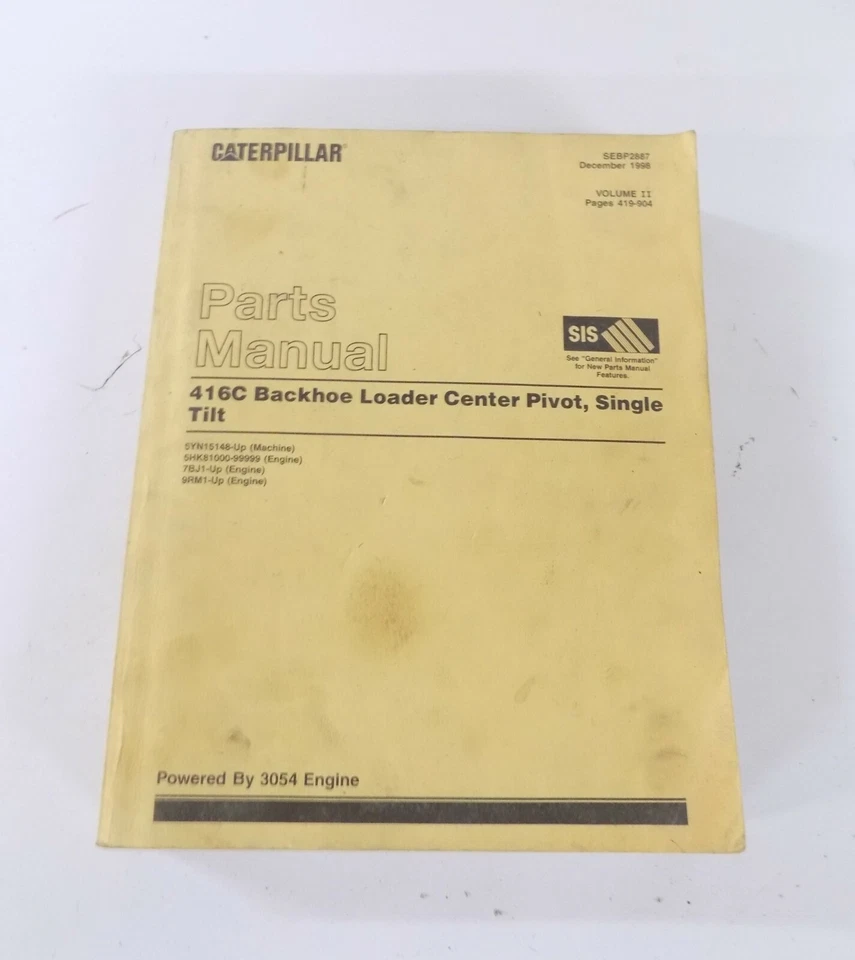 CATERPILLAR
SEBP2887
December 1998
VOLUME II
Pages 419-904
Parts
Manual
SIS
See "General Information"
for New Parts Manual
Features.
416C Backhoe Loader Center Pivot, Single
Tilt
5YN15148-Up (Machine)
5HK81000-99999 (Engine)
7BJ1-Up (Engine)
9RM1-Up (Engine)
Powered By 3054 Engine